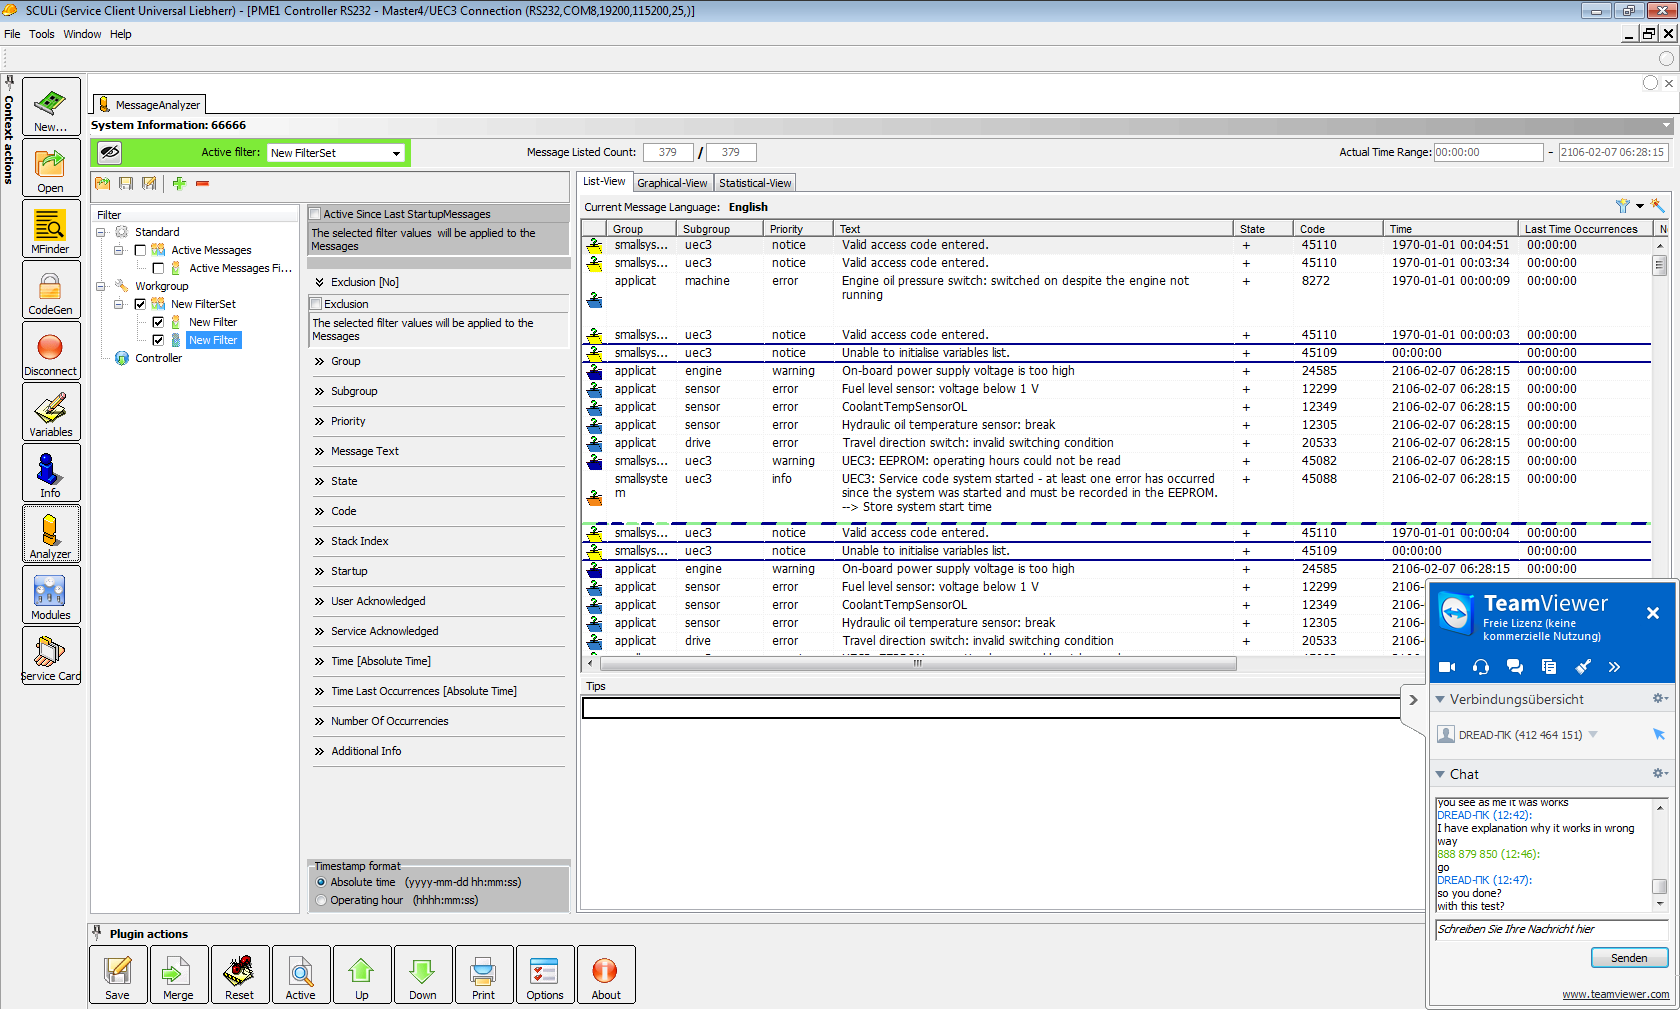 SCULi (Service Client Universal Liebherr) - [PME1 Controller RS232 - Master4/UEC3 Connection (RS232,COM8,19200,115200,25,)]
File Tools Window Help
Context actions
New...
Open
MFinder
CodeGen
Disconnect
Variables
Info
Analyzer
Modules
Service Card
MessageAnalyzer
System Information: 66666
Active filter: New FilterSet
Message Listed Count: 379 / 379
Actual Time Range: 00:00:00 - 2106-02-07 06:28:15
Filter
Standard
Active Messages
Active Messages Fi...
Workgroup
New FilterSet
New Filter
New Filter
Controller
Active Since Last StartupMessages
The selected filter values will be applied to the
Messages
Exclusion [No]
Exclusion
The selected filter values will be applied to the
Messages
Group
Subgroup
Priority
Message Text
State
Code
Stack Index
Startup
User Acknowledged
Service Acknowledged
Time [Absolute Time]
Time Last Occurrences [Absolute Time]
Number Of Occurrencies
Additional Info
Timestamp format
Absolute time (yyyy-mm-dd hh:mm:ss)
Operating hour (hhhh:mm:ss)
List-View Graphical-View Statistical-View
Current Message Language: English
Group Subgroup Priority Text State Code Time Last Time Occurrences
smallsys... uec3 notice Valid access code entered. + 45110 1970-01-01 00:04:51 00:00:00
smallsys... uec3 notice Valid access code entered. + 45110 1970-01-01 00:03:34 00:00:00
applicat machine error Engine oil pressure switch: switched on despite the engine not + 8272 1970-01-01 00:00:09 00:00:00
running
smallsys... uec3 notice Valid access code entered. + 45110 1970-01-01 00:00:03 00:00:00
smallsys... uec3 notice Unable to initialise variables list. + 45109 00:00:00 00:00:00
applicat engine warning On-board power supply voltage is too high + 24585 2106-02-07 06:28:15 00:00:00
applicat sensor error Fuel level sensor: voltage below 1 V + 12299 2106-02-07 06:28:15 00:00:00
applicat sensor error CoolantTempSensorOL + 12349 2106-02-07 06:28:15 00:00:00
applicat sensor error Hydraulic oil temperature sensor: break + 12305 2106-02-07 06:28:15 00:00:00
applicat drive error Travel direction switch: invalid switching condition + 20533 2106-02-07 06:28:15 00:00:00
smallsys... uec3 warning UEC3: EEPROM: operating hours could not be read + 45082 2106-02-07 06:28:15 00:00:00
smallsyste uec3 info UEC3: Service code system started - at least one error has occurred + 45088 2106-02-07 06:28:15 00:00:00
m since the system was started and must be recorded in the EEPROM.
--> Store system start time
smallsys... uec3 notice Valid access code entered. + 45110 1970-01-01 00:00:04 00:00:00
smallsys... uec3 notice Unable to initialise variables list. + 45109 00:00:00 00:00:00
applicat engine warning On-board power supply voltage is too high + 24585 2106-02-07 06:28:15 00:00:00
applicat sensor error Fuel level sensor: voltage below 1 V + 12299 2106-0
applicat sensor error CoolantTempSensorOL + 12349 2106-0
applicat sensor error Hydraulic oil temperature sensor: break + 12305 2106-0
applicat drive error Travel direction switch: invalid switching condition + 20533 2106-0
Tips
TeamViewer
Freie Lizenz (keine
kommerzielle Nutzung)
Verbindungsübersicht
DREAD-ПК (412 464 151)
Chat
you see as me it was works
DREAD-ПК (12:42):
I have explanation why it works in wrong
way
888 879 850 (12:46):
go
DREAD-ПК (12:47):
so you done?
with this test?
Schreiben Sie Ihre Nachricht hier
Senden
www.teamviewer.com
Plugin actions
Save Merge Reset Active Up Down Print Options About